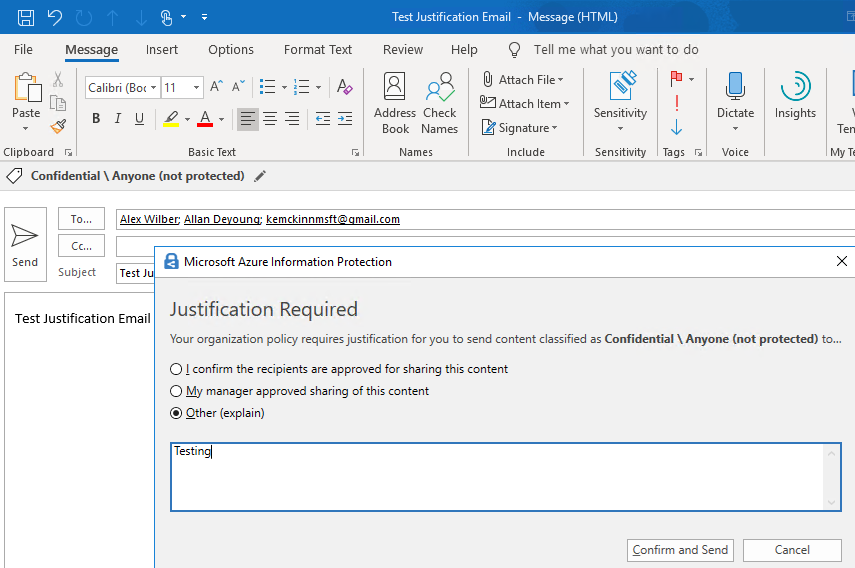 Test Justification Email - Message (HTML)
File Message Insert Options Format Text Review Help Tell me what you want to do
Paste
Clipboard
Calibri (Boc 11 A A
B I U A
Basic Text
Address Book
Check Names
Names
Attach File
Attach Item
Signature
Include
Sensitivity
Sensitivity
Tags
Dictate
Voice
Insights
My Te
Confidential \ Anyone (not protected)
Send
To... Alex Wilber; Allan Deyoung; kemckinnmsft@gmail.com
Cc...
Subject Test Ju
Test Justification Email
Microsoft Azure Information Protection
Justification Required
Your organization policy requires justification for you to send content classified as Confidential \ Anyone (not protected) to...
I confirm the recipients are approved for sharing this content
My manager approved sharing of this content
Other (explain)
Testing
Confirm and Send Cancel